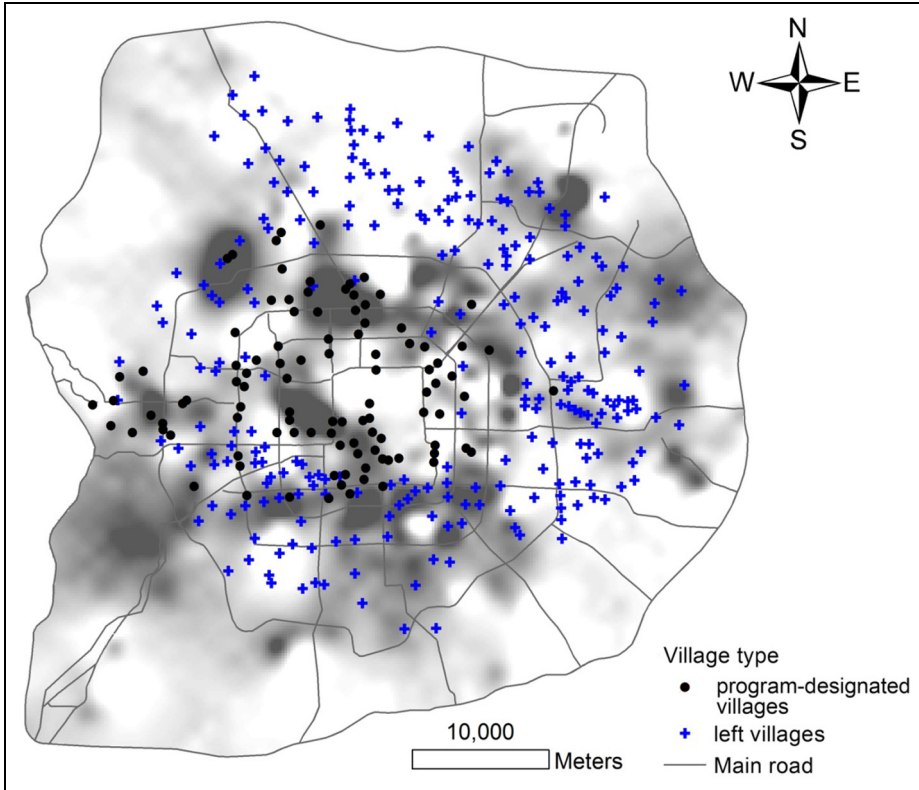 N
W E
S
Village type
program-designated
villages
left villages
Main road
10,000
Meters